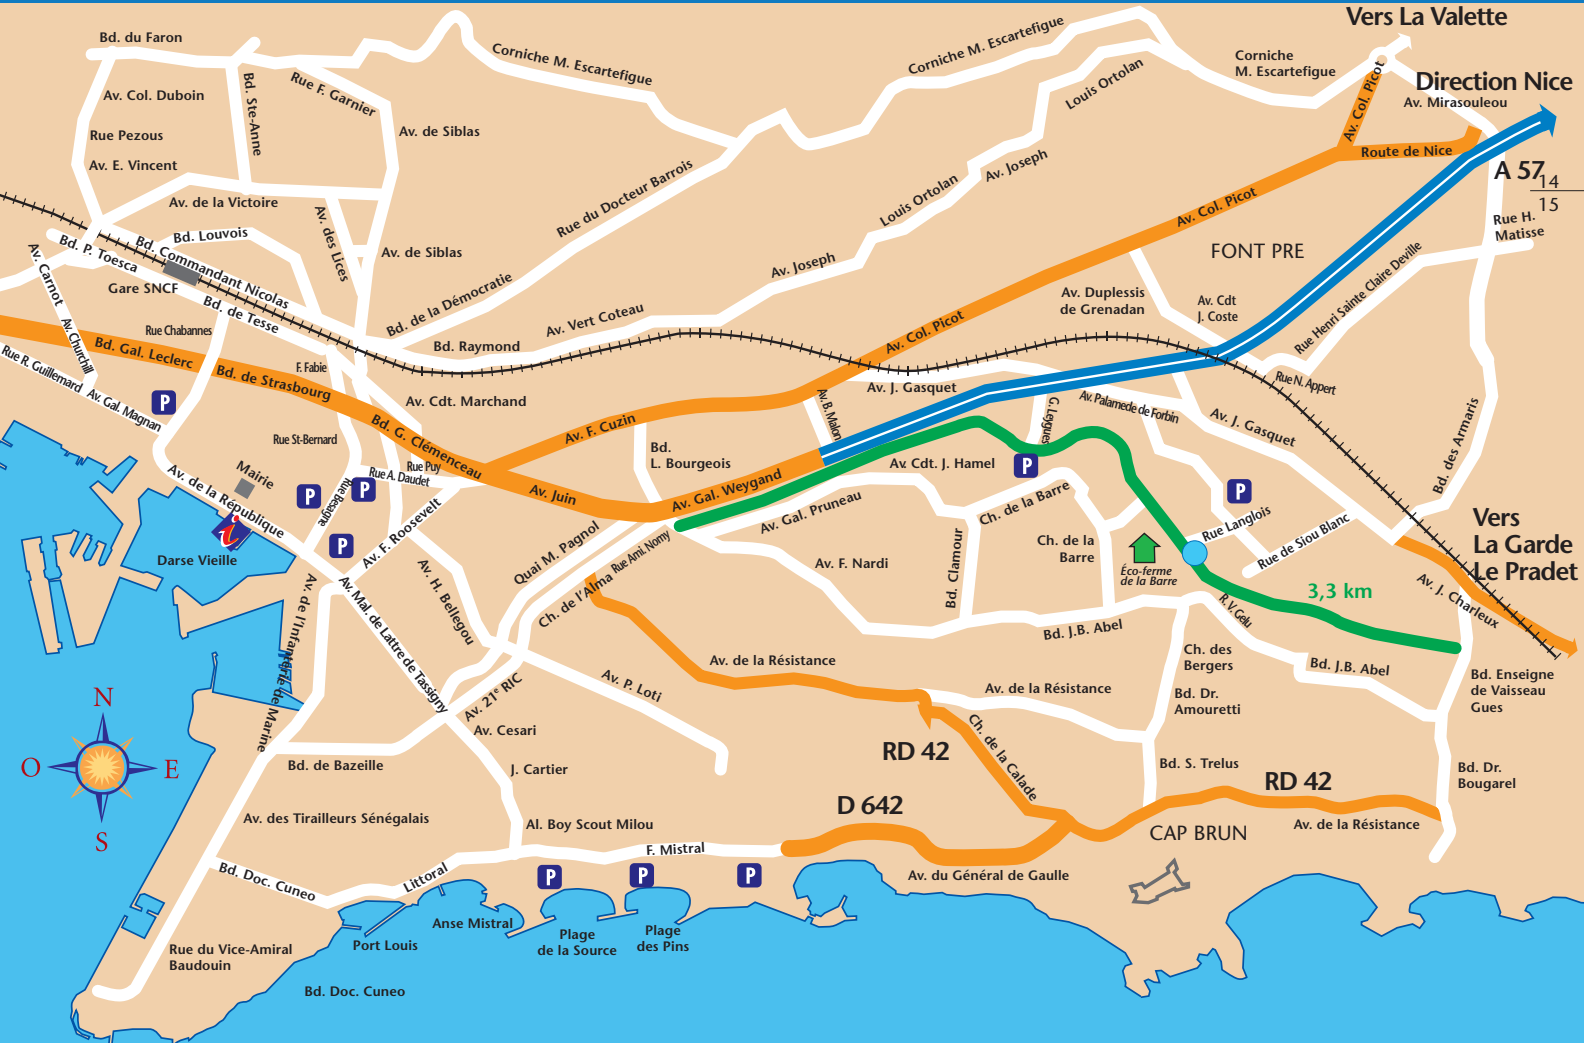 Vers La Valette
Bd. du Faron
Corniche M. Escartefigue
Corniche M. Escartefigue
Corniche
M. Escartefigue
Louis Ortolan
Av. Col. Picot
Direction Nice
Av. Mirasouleou
Bd. Ste-Anne
Rue F. Garnier
Av. Col. Duboin
Rue Pezous
Av. E. Vincent
Av. de Siblas
Route de Nice
A 57
14
15
Rue du Docteur Barrois
Av. Joseph
Louis Ortolan
Av. Col. Picot
Av. de la Victoire
Av. des Lices
Rue H.
Matisse
FONT PRE
Bd. Louvois
Bd. P. Toesca
Bd. Commandant Nicolas
Av. de Siblas
Av. Joseph
Rue Henri Sainte Claire Deville
Av. Carnot
Gare SNCF
Bd. de Tesse
Bd. de la Démocratie
Av. Vert Coteau
Av. Duplessis
de Grenadan
Av. Cdt
J. Coste
Av. Col. Picot
Av. Churchill
Rue Chabannes
Bd. Gal. Leclerc
Bd. Raymond
Rue R. Guillemard
F. Fabie
Bd. de Strasbourg
Av. J. Gasquet
Rue N. Appert
Av. Gal. Magnan
P
Av. Cdt. Marchand
Av. B. Malon
G. Leygues
Av. Palamede de Forbin
Av. J. Gasquet
Bd. des Armaris
Rue St-Bernard
Bd. G. Clémenceau
Av. F. Cuzin
Bd.
L. Bourgeois
Rue Puy
Rue A. Daudet
Av. Cdt. J. Hamel
P
Mairie
Av. de la République
P
P
Rue Besagne
Av. Juin
Av. Gal. Weygand
Av. Gal. Pruneau
Ch. de la Barre
P
Rue Langlois
Rue de Siou Blanc
Vers
La Garde
Le Pradet
i
Darse Vieille
P
Av. F. Roosevelt
Quai M. Pagnol
Rue Ami. Nomy
Ch. de l'Alma
Av. F. Nardi
Bd. Clamour
Ch. de la
Barre
Éco-ferme
de la Barre
3,3 km
Av. J. Charleux
Av. de l'Infanterie de Marine
Av. Mal. de Lattre de Tassigny
Av. H. Bellegou
Bd. J.B. Abel
R. V. Gelu
Ch. des
Bergers
Bd. J.B. Abel
Av. de la Résistance
Av. P. Loti
Av. 21e RIC
Av. de la Résistance
Bd. Dr.
Amouretti
Bd. Enseigne
de Vaisseau
Gues
N
O
E
S
Av. Cesari
RD 42
Ch. de la Calade
Bd. de Bazeille
J. Cartier
Bd. S. Trelus
RD 42
Bd. Dr.
Bougarel
D 642
Av. des Tirailleurs Sénégalais
Al. Boy Scout Milou
CAP BRUN
Av. de la Résistance
F. Mistral
Bd. Doc. Cuneo
Littoral
P
P
P
Av. du Général de Gaulle
Port Louis
Anse Mistral
Plage
de la Source
Plage
des Pins
Rue du Vice-Amiral
Baudouin
Bd. Doc. Cuneo